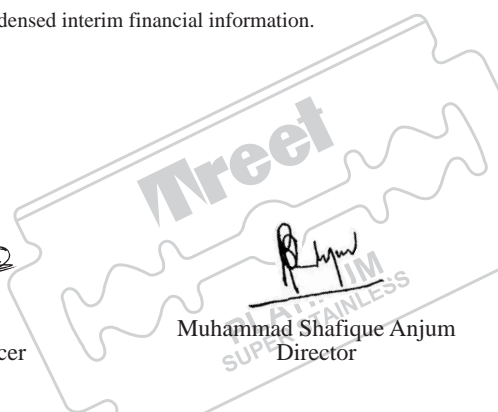 densed interim financial information.
Treet
PLATINUM
SUPER STAINLESS
Muhammad Shafique Anjum
cer
Director